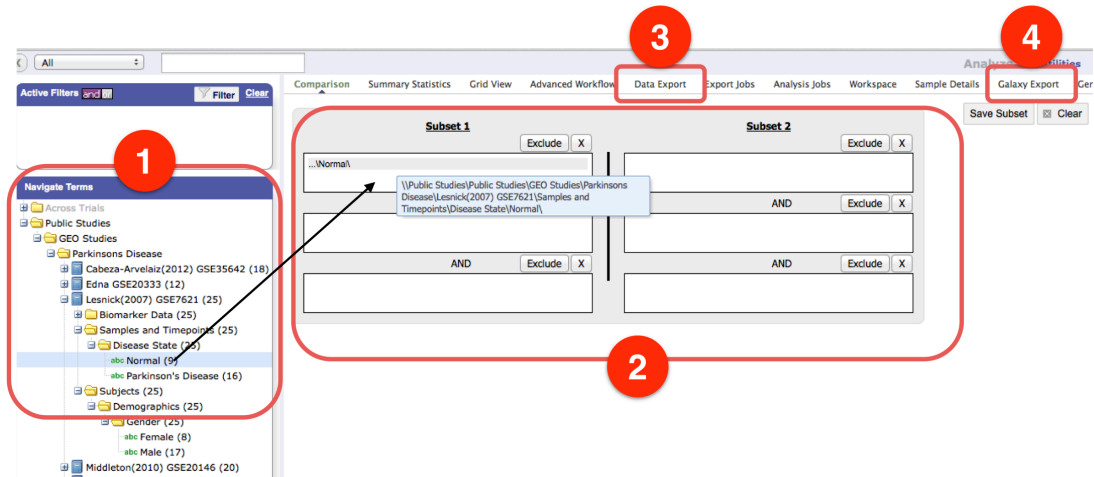 3
4
All
Comparison Summary Statistics Grid View Advanced Workflow Data Export Export Jobs Analysis Jobs Workspace Sample Details Galaxy Export
Active Filters and on Filter Clear
Save Subset Clear
Subset 1 Subset 2
Exclude X Exclude X
...\Normal\
\\Public Studies\Public Studies\GEO Studies\Parkinsons
Disease\Lesnick(2007) GSE7621\Samples and
Timepoints\Disease State\Normal\
AND Exclude X
AND Exclude X
AND Exclude X
1
Navigate Terms
Across Trials
Public Studies
GEO Studies
Parkinsons Disease
Cabeza-Arvelaiz(2012) GSE35642 (18)
Edna GSE20333 (12)
Lesnick(2007) GSE7621 (25)
Biomarker Data (25)
Samples and Timepoints (25)
Disease State (25)
abc Normal (9)
abc Parkinson's Disease (16)
Subjects (25)
Demographics (25)
Gender (25)
abc Female (8)
abc Male (17)
Middleton(2010) GSE20146 (20)
2